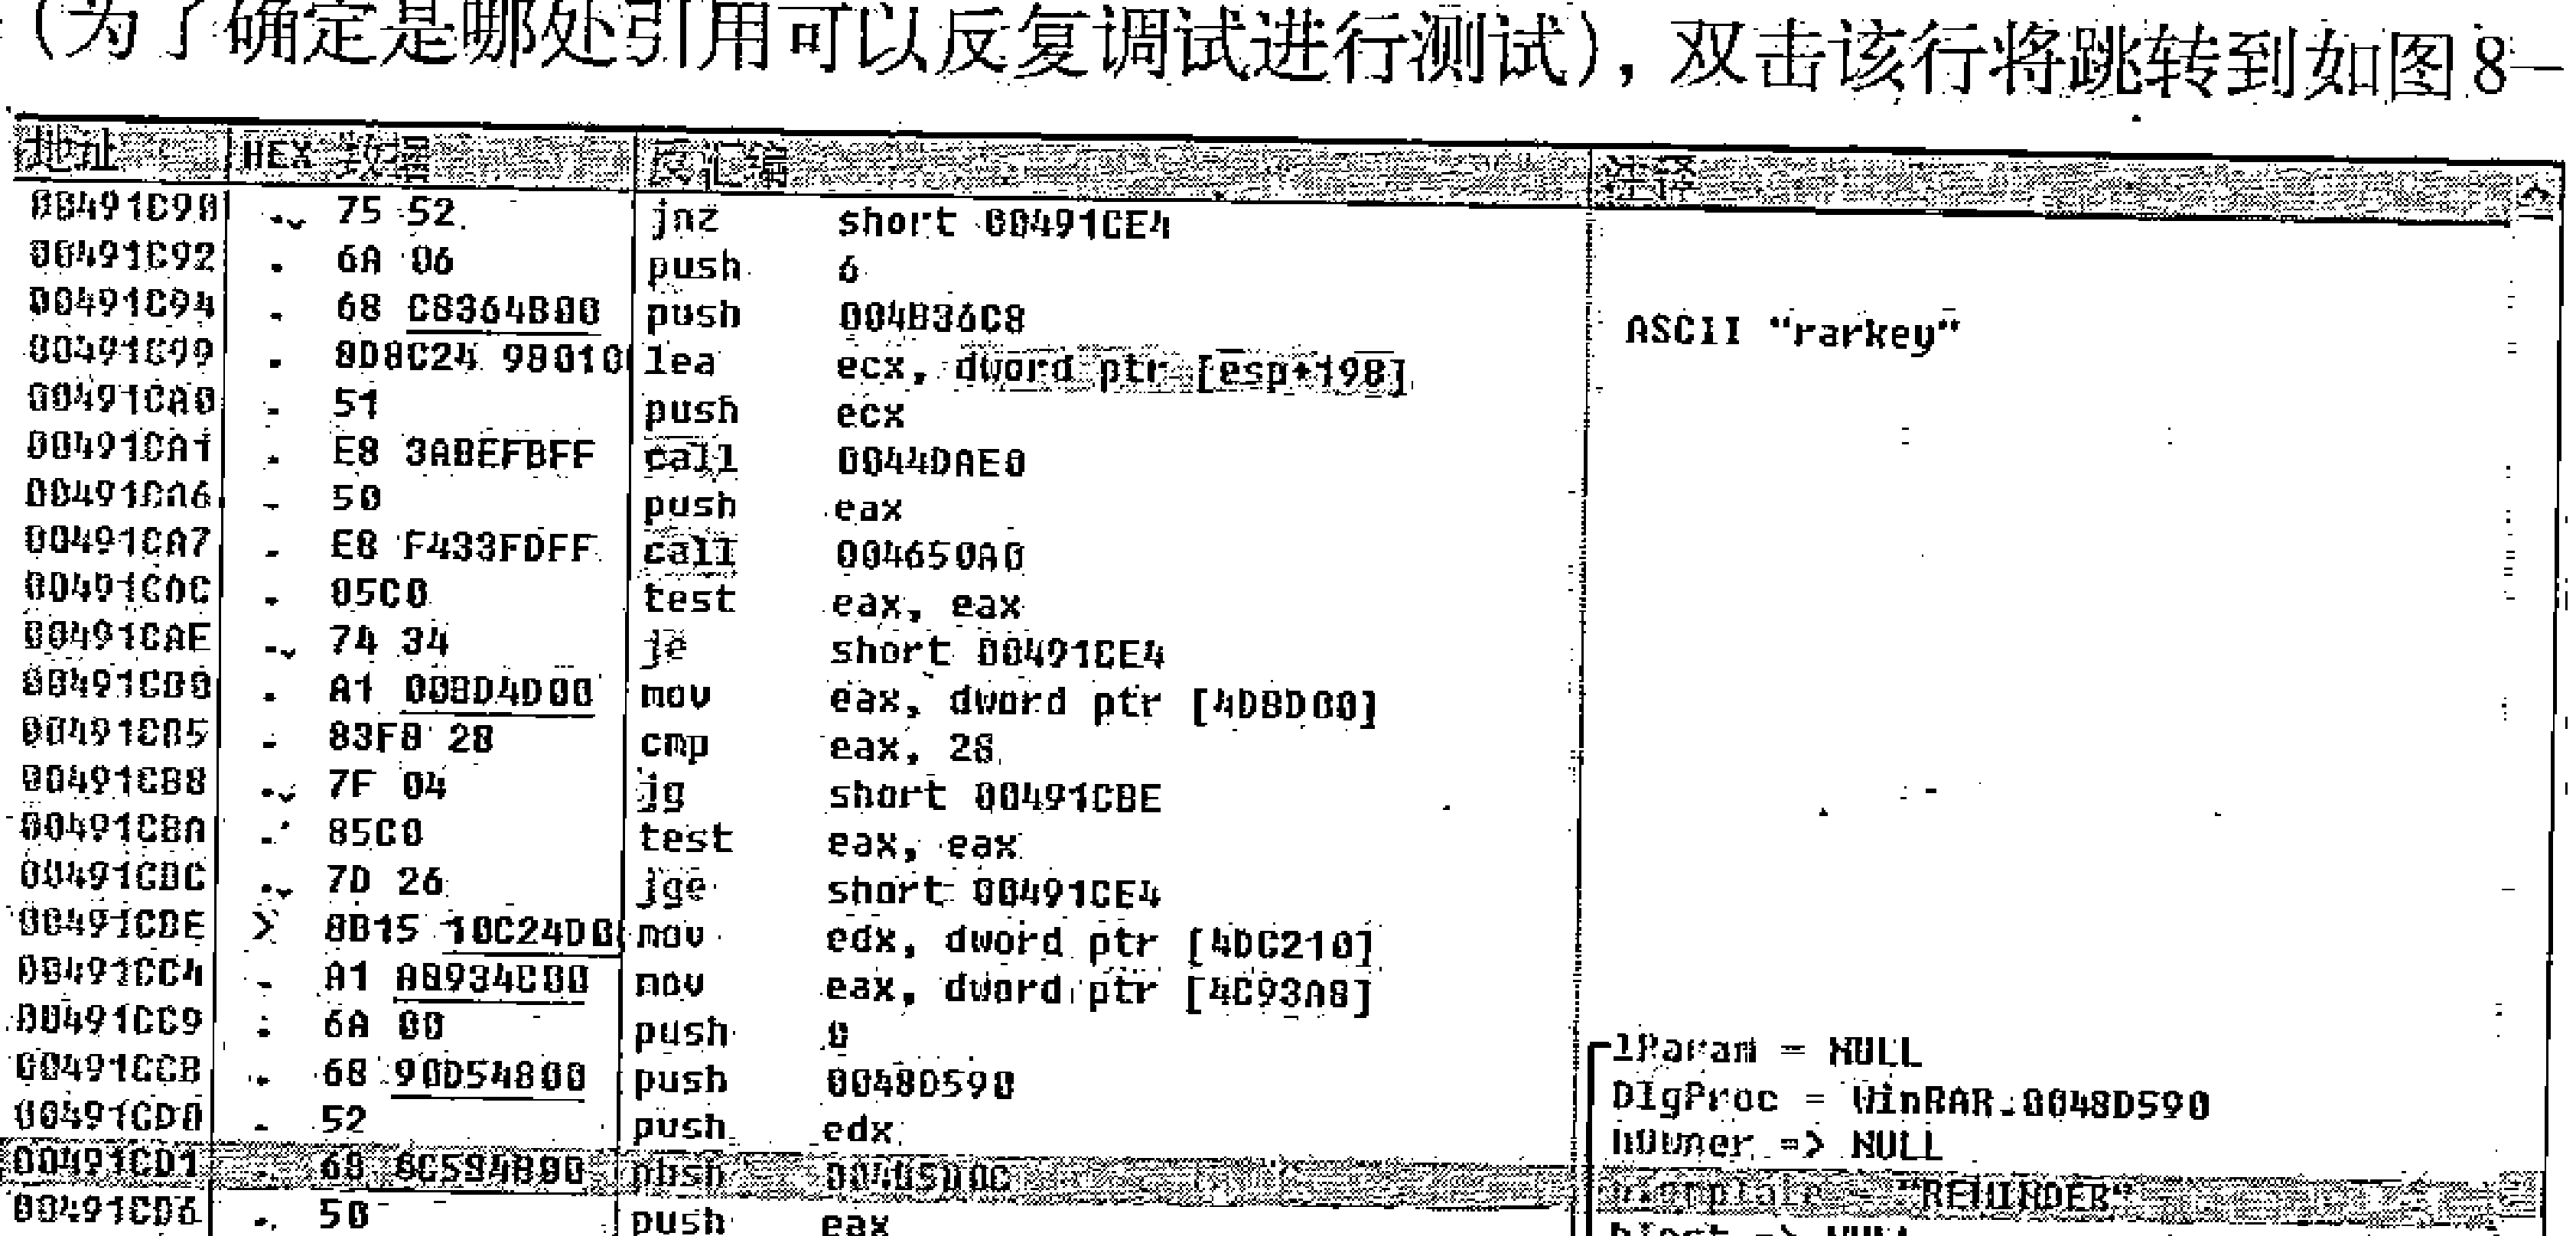 （为了确定是哪处引用可以反复调试进行测试），双击该行将跳转到如图8—
地址 HEX 数据 反汇编 注释
00491C90 75 52 jnz short 00491CE4
00491C92 6A 06 push 6
00491C94 68 C8364B00 push 004B36C8 ASCII "rarkey"
00491C99 8D8C24 980100 lea ecx, dword ptr [esp+198]
00491CA0 51 push ecx
00491CA1 E8 3ABEFBFF call 0044DAE0
00491CA6 50 push eax
00491CA7 E8 F433FDFF call 004650A0
00491CAC 85C0 test eax, eax
00491CAE 74 34 je short 00491CE4
00491CB0 A1 008D4D00 mov eax, dword ptr [4D8D00]
00491CB5 83F8 28 cmp eax, 28
00491CB8 7F 04 jg short 00491CBE
00491CBA 85C0 test eax, eax
00491CBC 7D 26 jge short 00491CE4
00491CBE > 8B15 10C24D0 mov edx, dword ptr [4DC210]
00491CC4 A1 A8934C00 mov eax, dword ptr [4C93A8]
00491CC9 6A 00 push 0 lParam = NULL
00491CCB 68 90D54800 push 0048D590 DlgProc = WinRAR.0048D590
00491CD0 52 push edx hOwner => NULL
00491CD1 68 push "REMINDER"
00491CD6 50 push eax